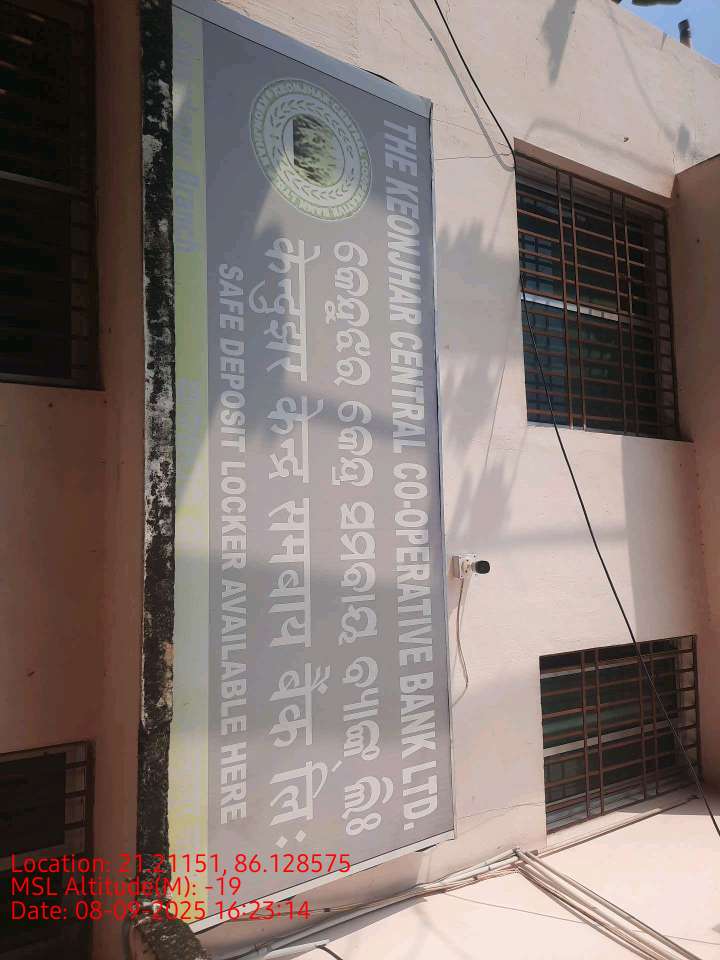 THE KEONJHAR CENTRAL CO-OPERATIVE BANK LTD.
କେନ୍ଦୁଝର କେନ୍ଦ୍ର ସମବାୟ ବ୍ୟାଙ୍କ୍ ଲିଃ
केन्दुझर केन्द्र समवाय बैंक लि:
SAFE DEPOSIT LOCKER AVAILABLE HERE
Branch
Location: 21.21151, 86.128575
MSL Altitude(M): -19
Date: 08-09-2025 16:23:14